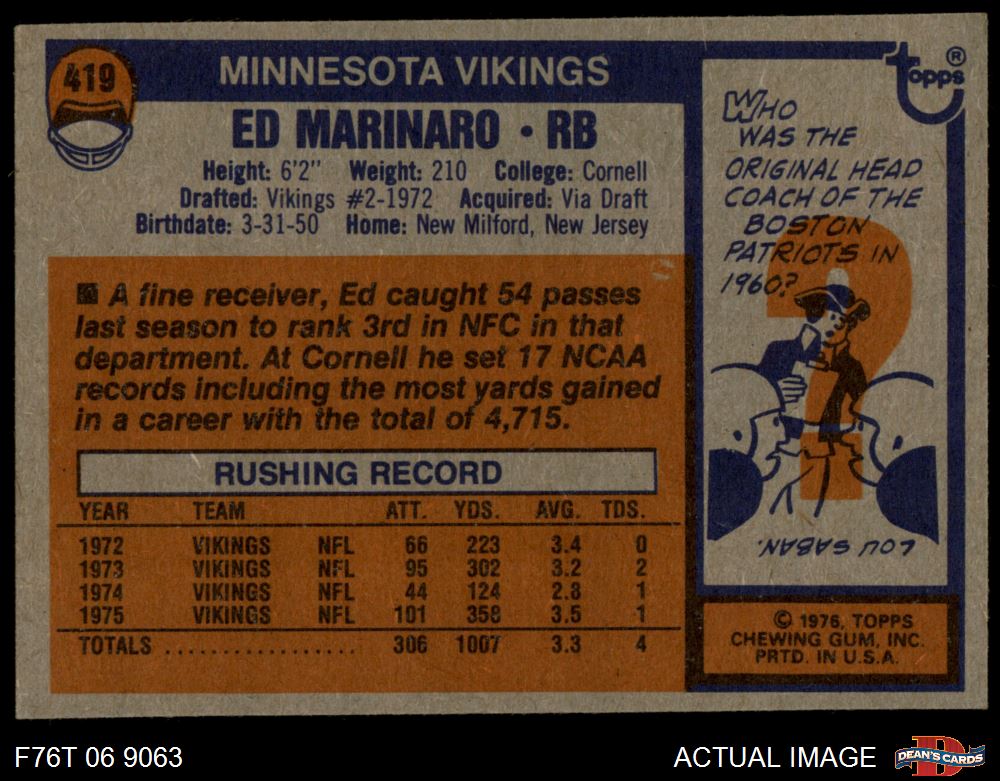 419
MINNESOTA VIKINGS
ED MARINARO • RB
Height: 6'2" Weight: 210 College: Cornell
Drafted: Vikings #2-1972 Acquired: Via Draft
Birthdate: 3-31-50 Home: New Milford, New Jersey
A fine receiver, Ed caught 54 passes
last season to rank 3rd in NFC in that
department. At Cornell he set 17 NCAA
records including the most yards gained
in a career with the total of 4,715.
RUSHING RECORD
YEAR TEAM ATT. YDS. AVG. TDS.
1972 VIKINGS NFL 66 223 3.4 0
1973 VIKINGS NFL 95 302 3.2 2
1974 VIKINGS NFL 44 124 2.8 1
1975 VIKINGS NFL 101 358 3.5 1
TOTALS .................. 306 1007 3.3 4
topps®
WHO
WAS THE
ORIGINAL HEAD
COACH OF THE
BOSTON
PATRIOTS IN
1960?
?
LOU SABAN.
© 1976, TOPPS
CHEWING GUM, INC.
PRTD. IN U.S.A.
F76T 06 9063
ACTUAL IMAGE
D
DEAN'S CARDS